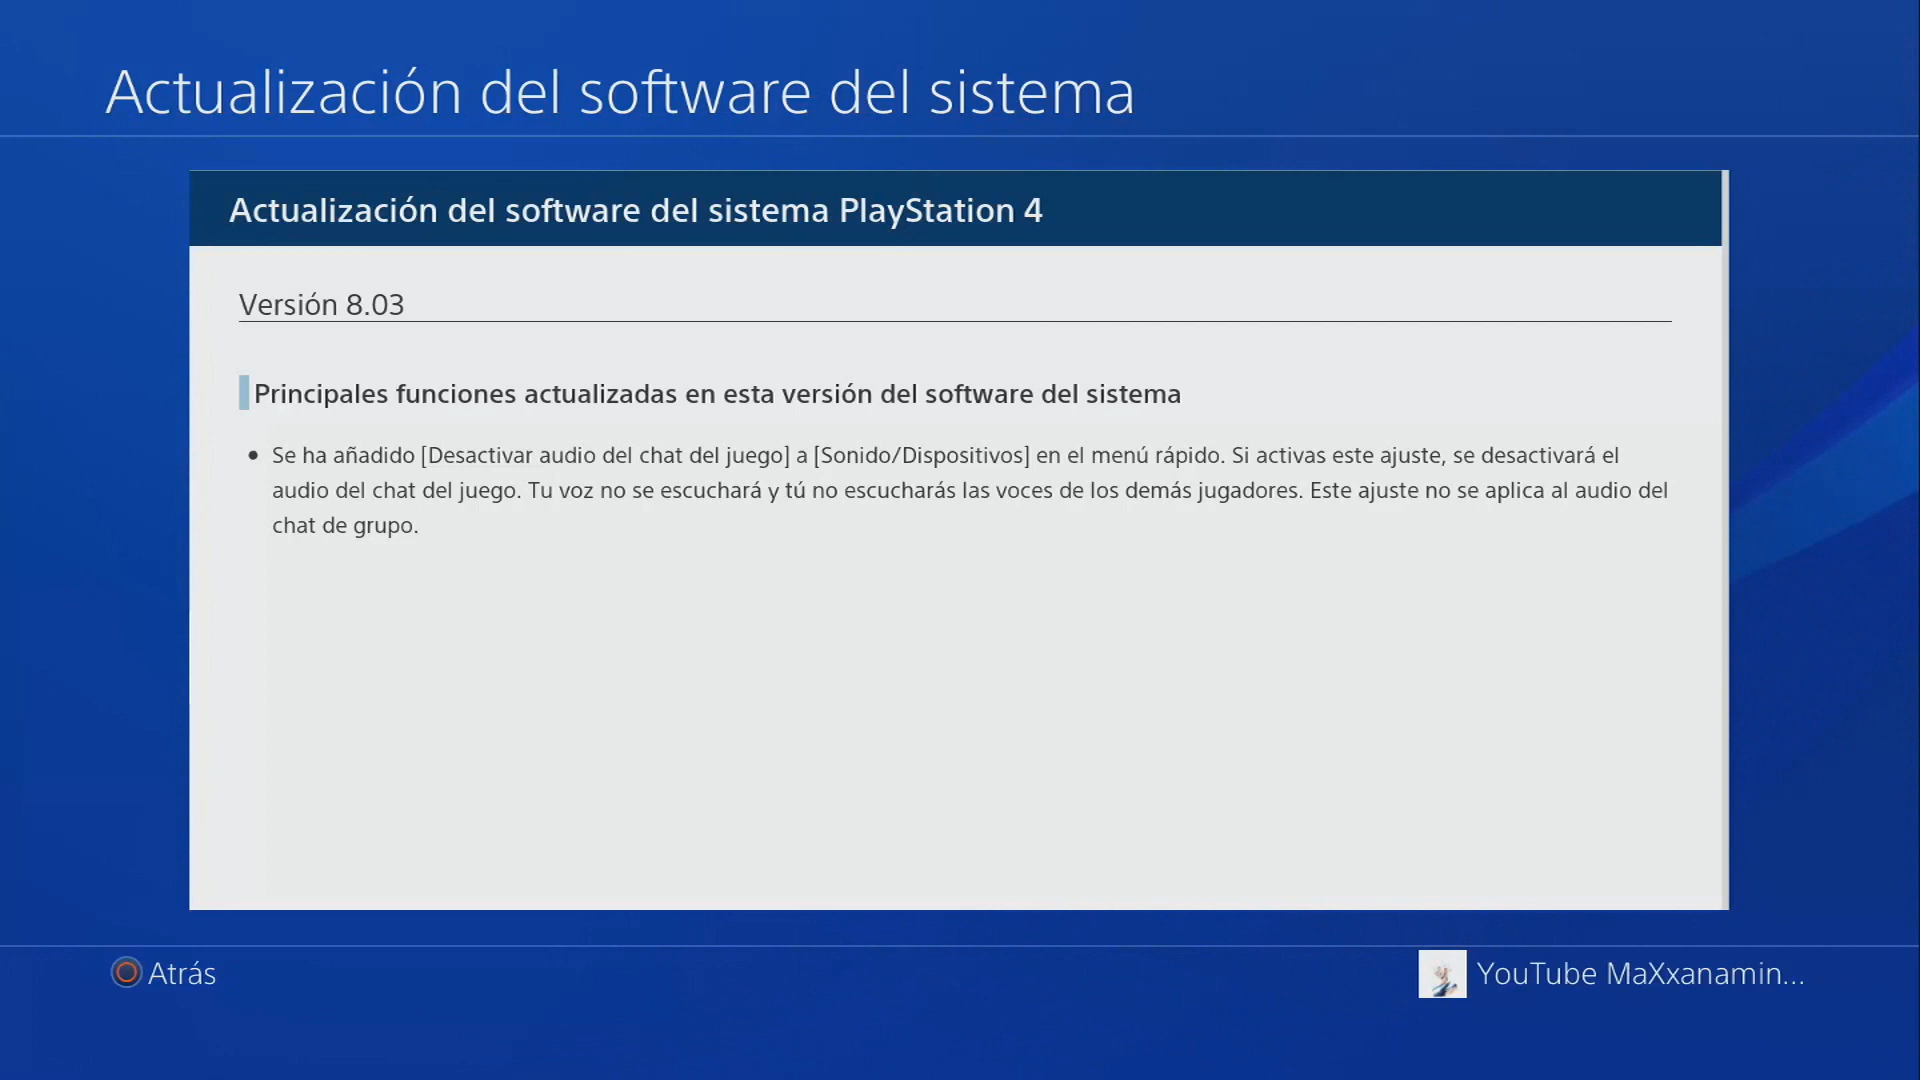 Actualización del software del sistema
Actualización del software del sistema PlayStation 4
Versión 8.03
Principales funciones actualizadas en esta versión del software del sistema
• Se ha añadido [Desactivar audio del chat del juego] a [Sonido/Dispositivos] en el menú rápido. Si activas este ajuste, se desactivará el
audio del chat del juego. Tu voz no se escuchará y tú no escucharás las voces de los demás jugadores. Este ajuste no se aplica al audio del
chat de grupo.
Atrás
YouTube MaXxanamin...